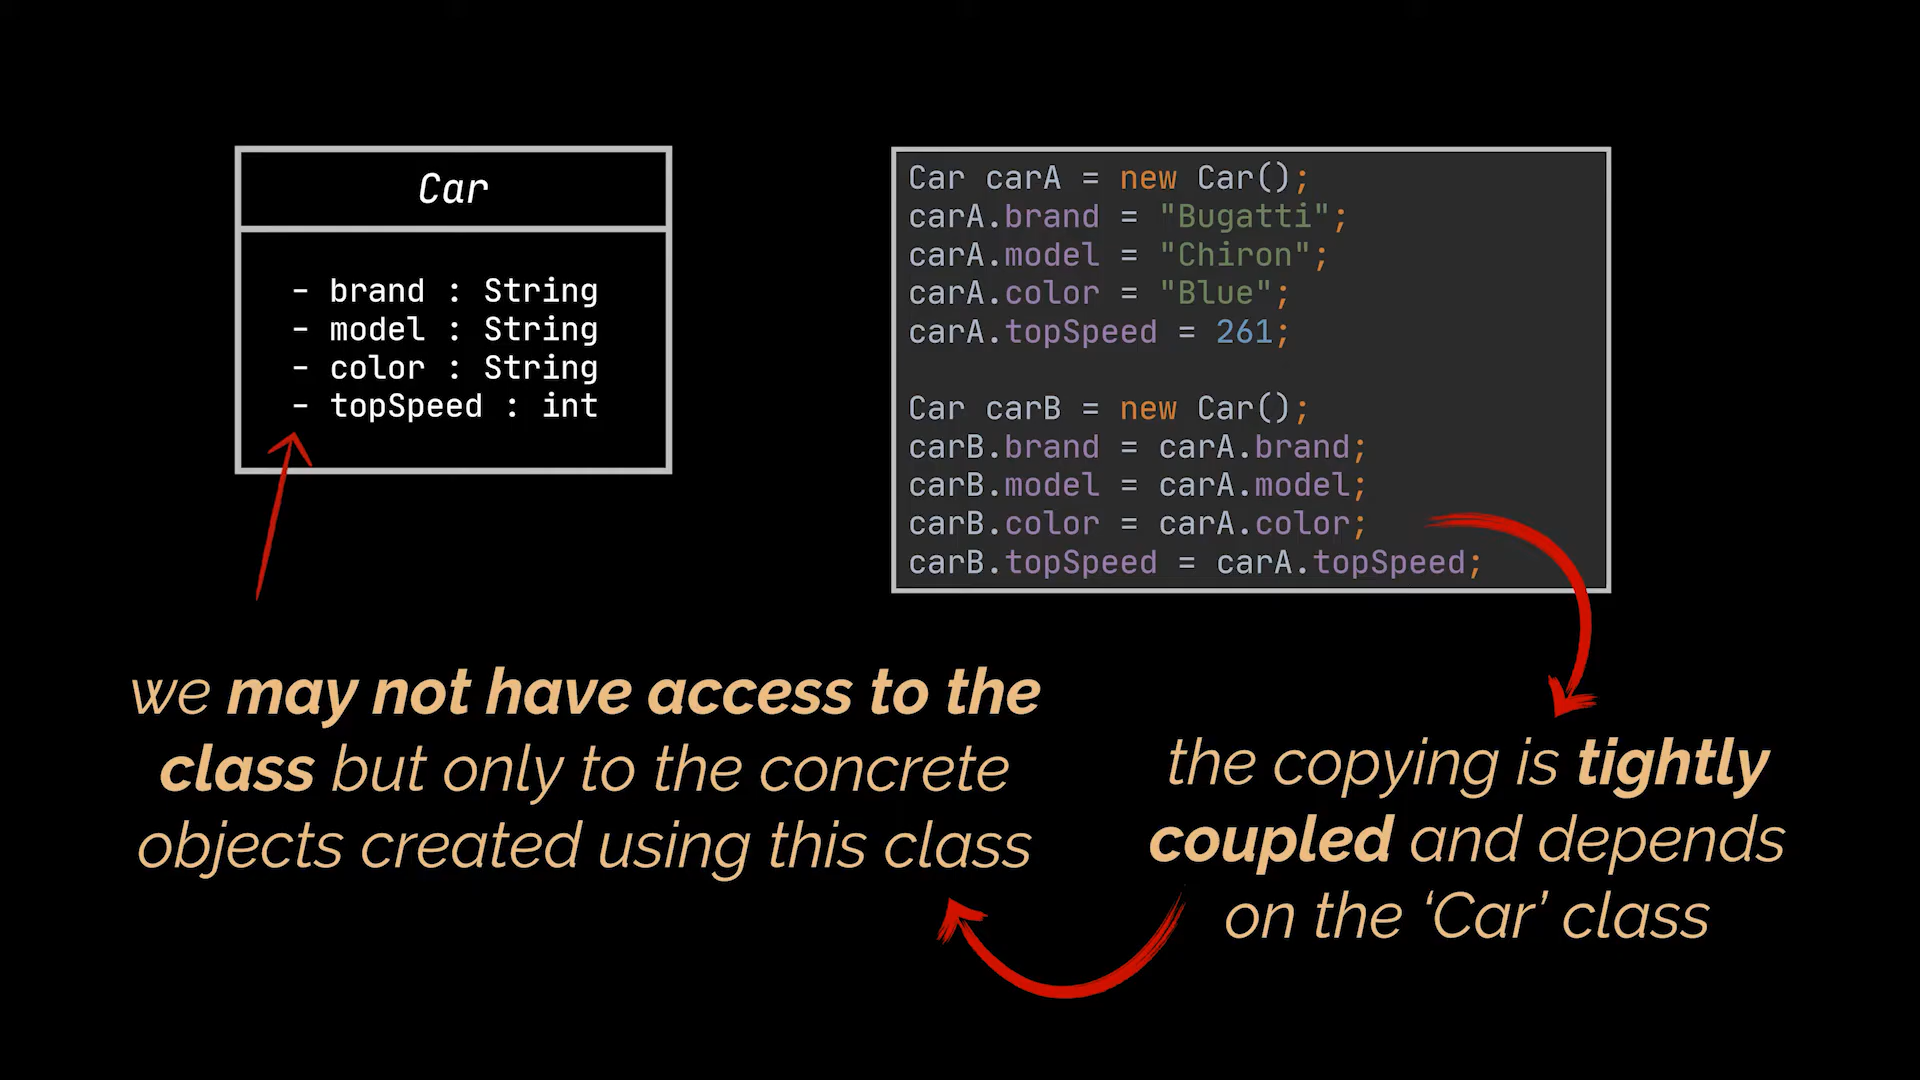 Car
- brand : String
- model : String
- color : String
- topSpeed : int
Car carA = new Car();
carA.brand = "Bugatti";
carA.model = "Chiron";
carA.color = "Blue";
carA.topSpeed = 261;
Car carB = new Car();
carB.brand = carA.brand;
carB.model = carA.model;
carB.color = carA.color;
carB.topSpeed = carA.topSpeed;
we may not have access to the
class but only to the concrete
objects created using this class
the copying is tightly
coupled and depends
on the ‘Car’ class